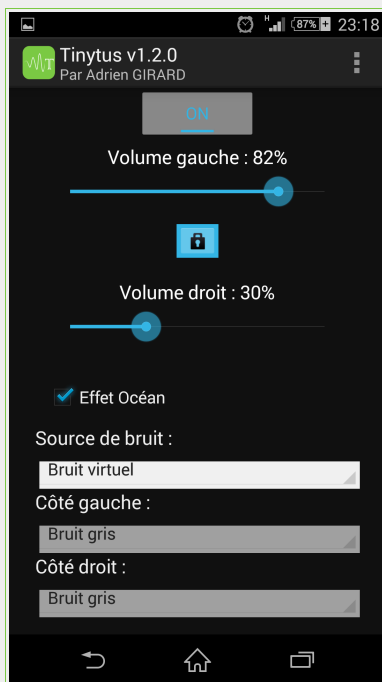 H 87% 23:18
Tinytus v1.2.0
Par Adrien GIRARD
ON
Volume gauche : 82%
Volume droit : 30%
Effet Océan
Source de bruit :
Bruit virtuel
Côté gauche :
Bruit gris
Côté droit :
Bruit gris